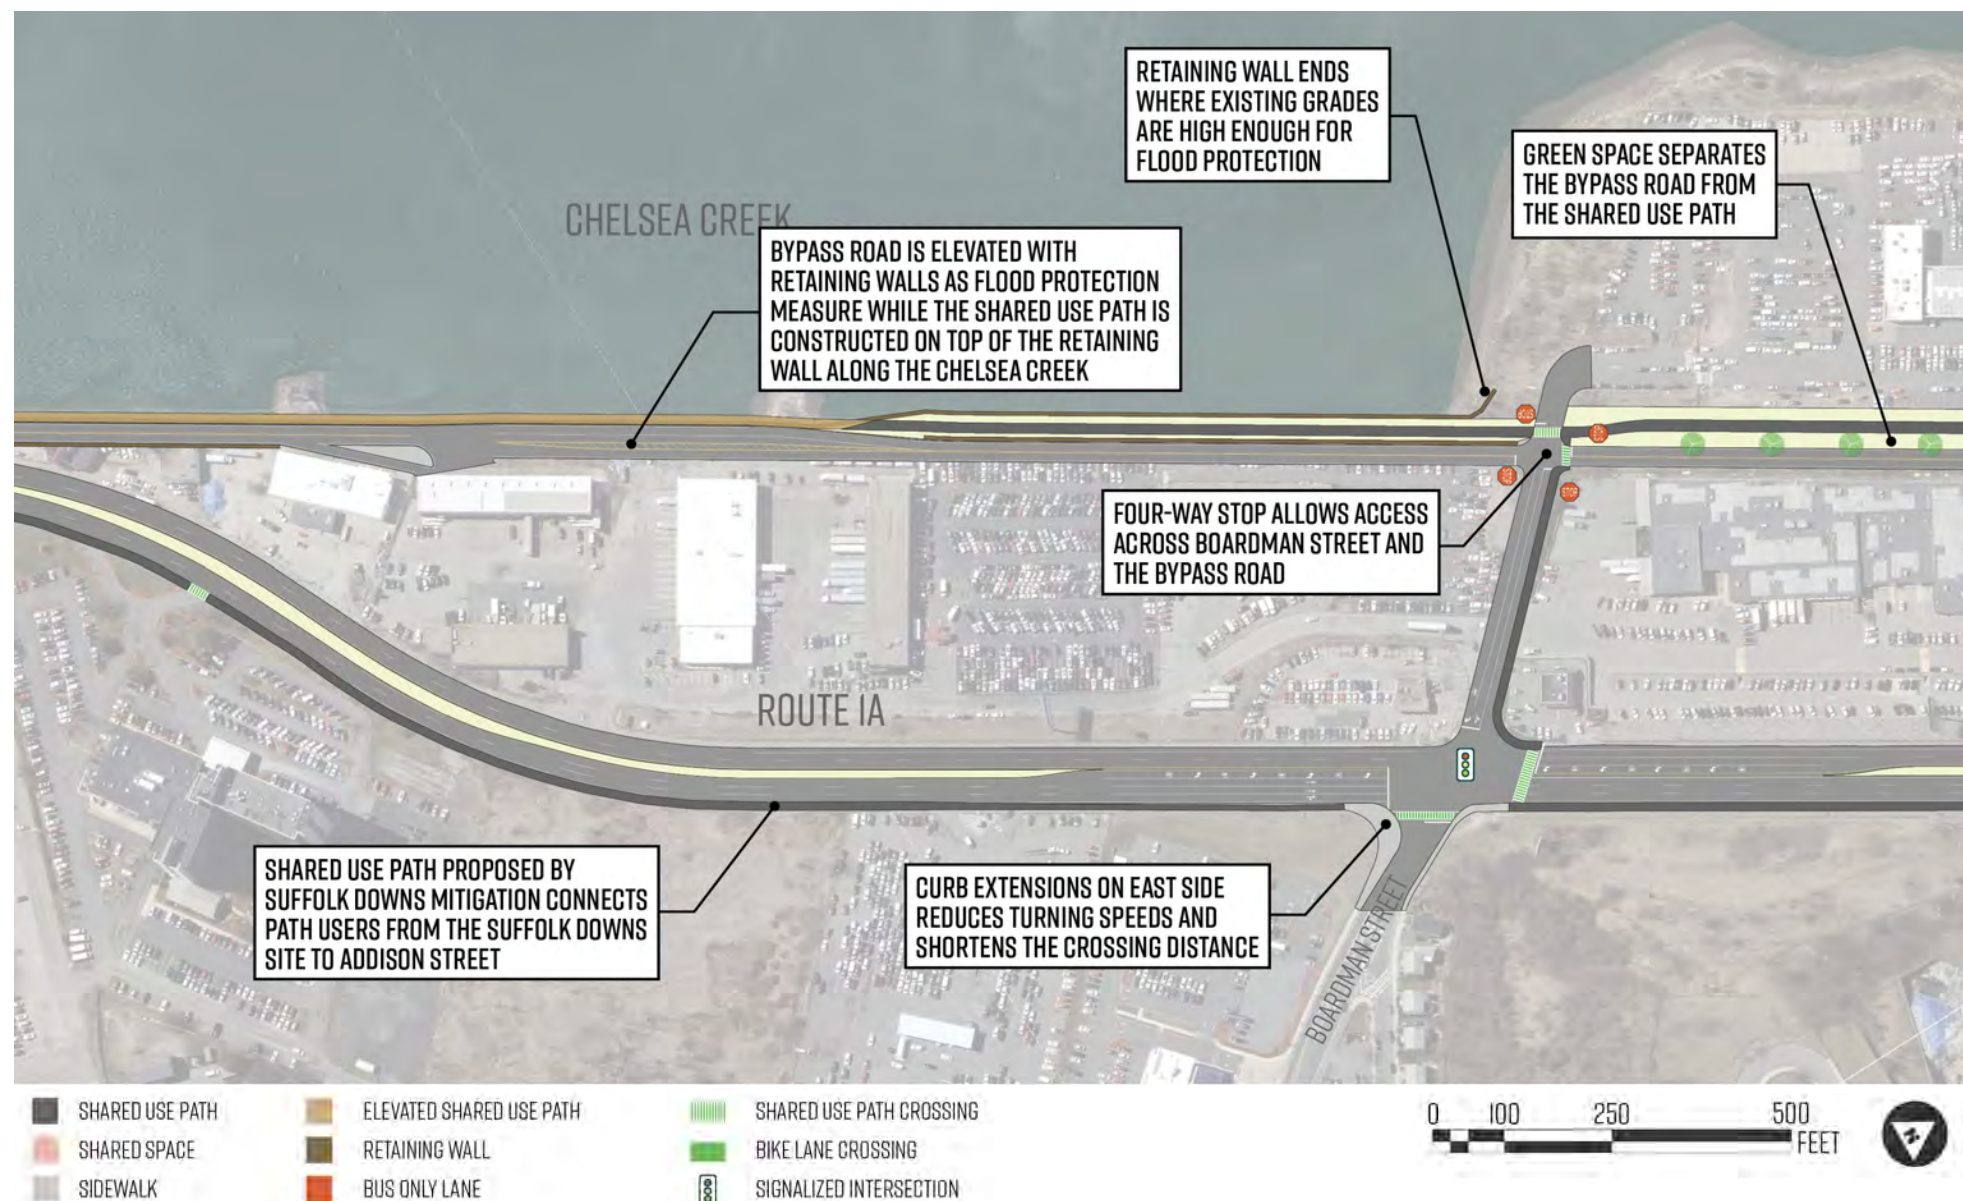 RETAINING WALL ENDS
WHERE EXISTING GRADES
ARE HIGH ENOUGH FOR
FLOOD PROTECTION
GREEN SPACE SEPARATES
THE BYPASS ROAD FROM
THE SHARED USE PATH
CHELSEA CREEK
BYPASS ROAD IS ELEVATED WITH
RETAINING WALLS AS FLOOD PROTECTION
MEASURE WHILE THE SHARED USE PATH IS
CONSTRUCTED ON TOP OF THE RETAINING
WALL ALONG THE CHELSEA CREEK
STOP
STOP
STOP
STOP
FOUR-WAY STOP ALLOWS ACCESS
ACROSS BOARDMAN STREET AND
THE BYPASS ROAD
ROUTE 1A
SHARED USE PATH PROPOSED BY
SUFFOLK DOWNS MITIGATION CONNECTS
PATH USERS FROM THE SUFFOLK DOWNS
SITE TO ADDISON STREET
CURB EXTENSIONS ON EAST SIDE
REDUCES TURNING SPEEDS AND
SHORTENS THE CROSSING DISTANCE
BOARDMAN STREET
SHARED USE PATH
SHARED SPACE
SIDEWALK
ELEVATED SHARED USE PATH
RETAINING WALL
BUS ONLY LANE
SHARED USE PATH CROSSING
BIKE LANE CROSSING
SIGNALIZED INTERSECTION
0 100 250 500
FEET
N